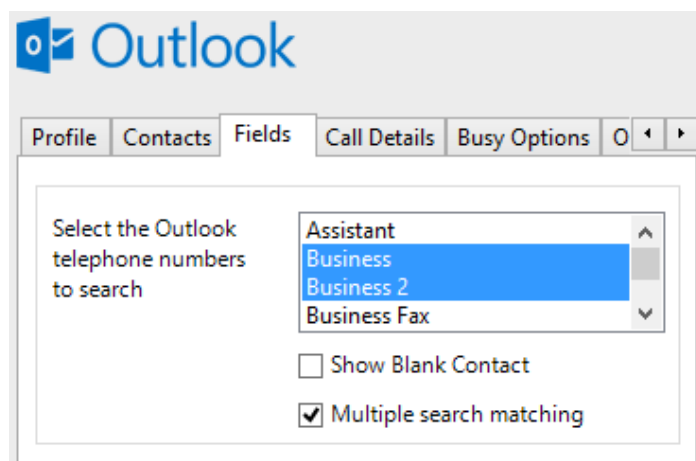 Outlook
Profile Contacts Fields Call Details Busy Options O
Select the Outlook
telephone numbers
to search
Assistant
Business
Business 2
Business Fax
Show Blank Contact
Multiple search matching